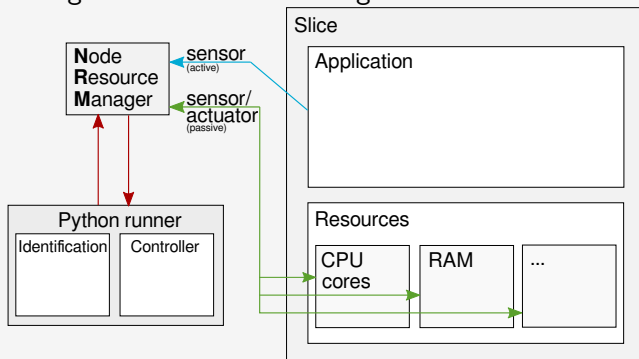 Slice
Node
Resource
Manager
sensor
(active)
sensor/
actuator
(passive)
Application
Python runner
Identification
Controller
Resources
CPU
cores
RAM
...